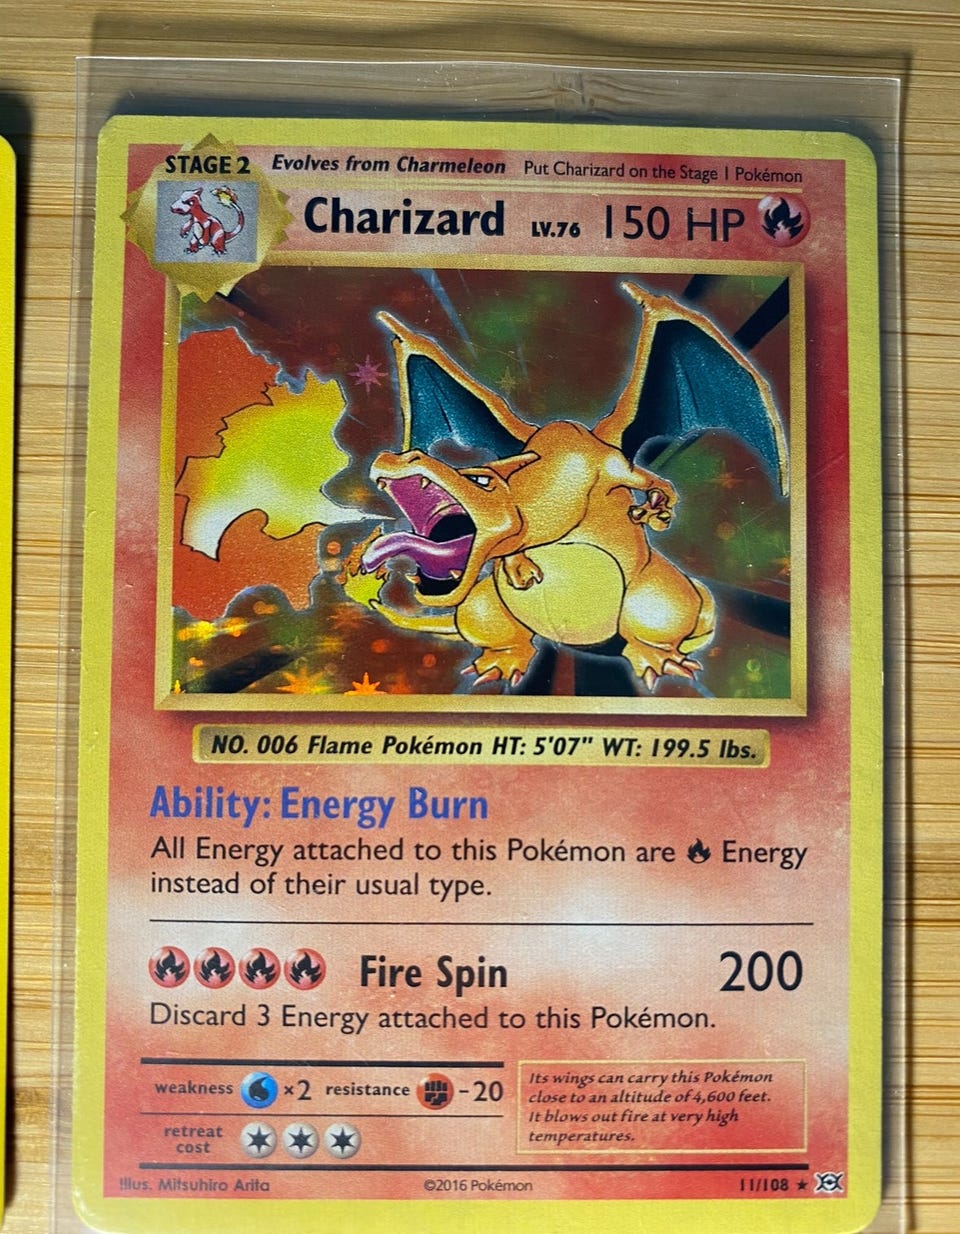 STAGE 2 Evolves from Charmeleon Put Charizard on the Stage 1 Pokémon
Charizard LV.76 150 HP
NO. 006 Flame Pokémon HT: 5'07" WT: 199.5 lbs.
Ability: Energy Burn
All Energy attached to this Pokémon are Energy
instead of their usual type.
Fire Spin 200
Discard 3 Energy attached to this Pokémon.
weakness ×2 resistance -20
retreat
cost
Its wings can carry this Pokémon
close to an altitude of 4,600 feet.
It blows out fire at very high
temperatures.
Illus. Mitsuhiro Arita ©2016 Pokémon 11/108 ★